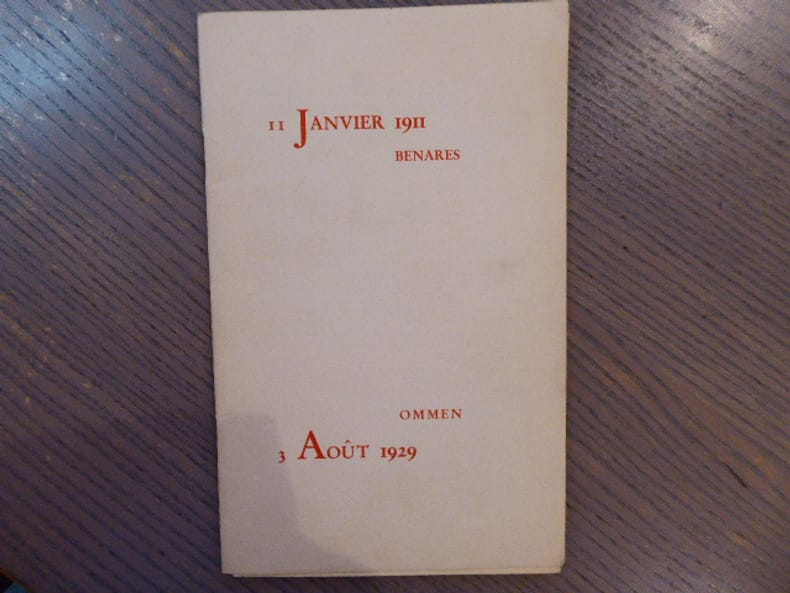 11 JANVIER 1911
BENARES
OMMEN
3 AOÛT 1929